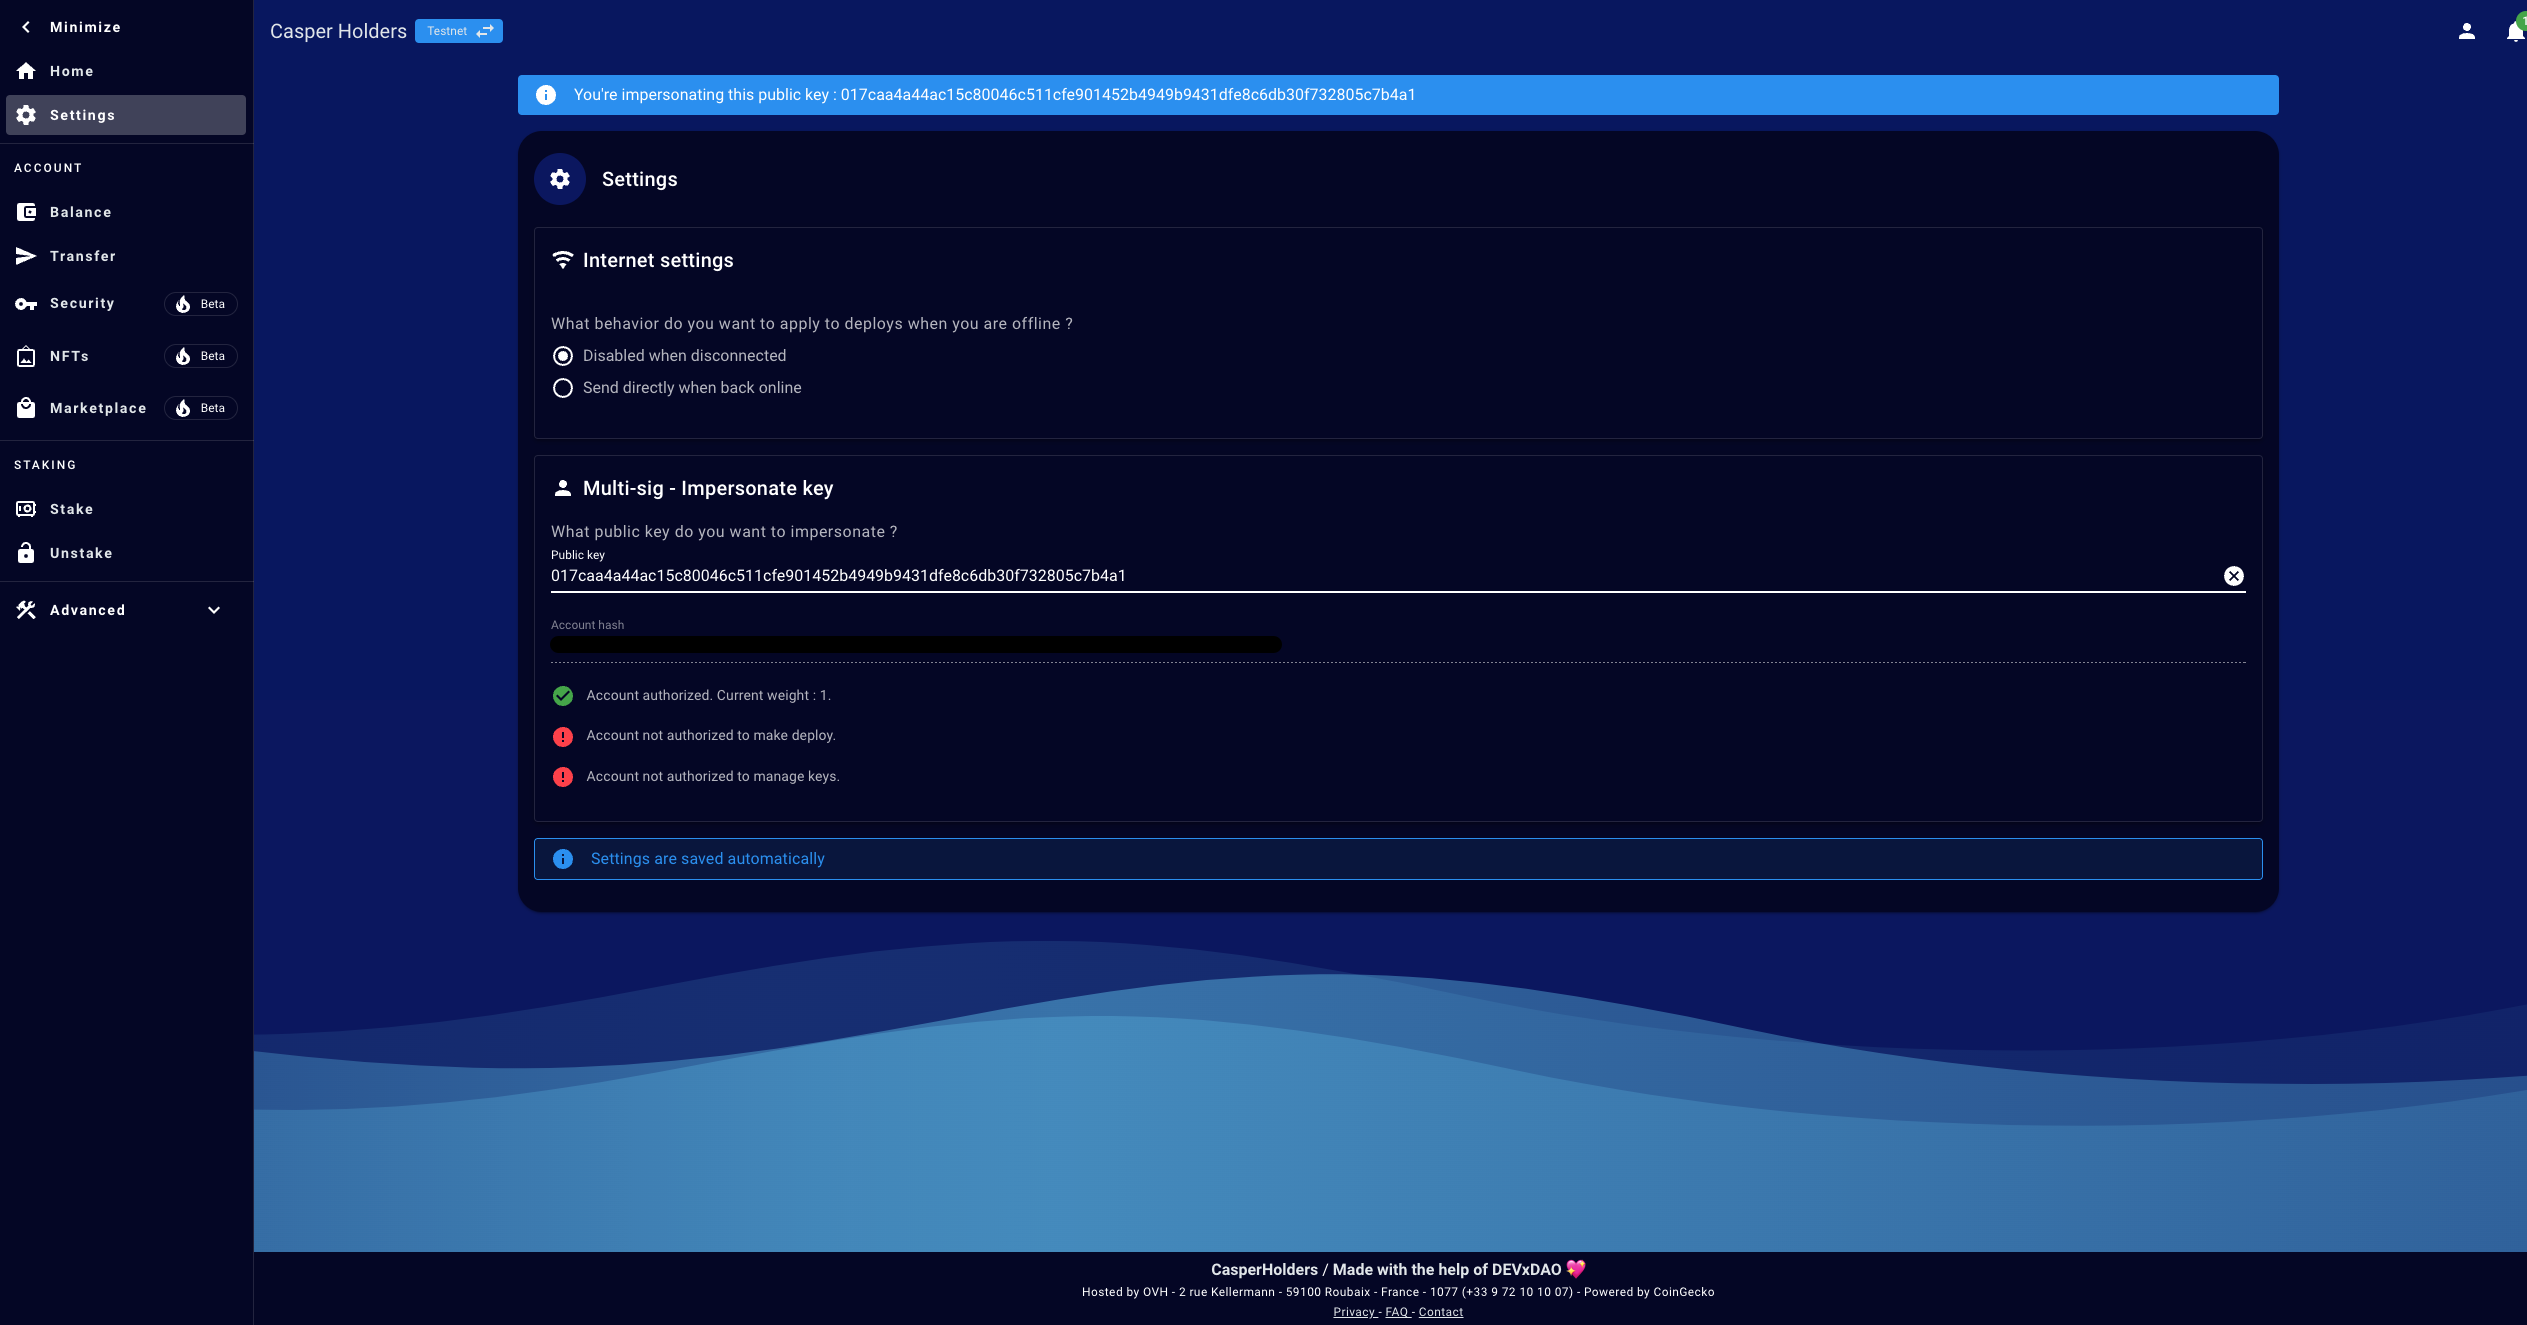 Minimize
Home
Settings
ACCOUNT
Balance
Transfer
Security Beta
NFTs Beta
Marketplace Beta
STAKING
Stake
Unstake
Advanced
Casper Holders Testnet
You're impersonating this public key : 017caa4a44ac15c80046c511cfe901452b4949b9431dfe8c6db30f732805c7b4a1
Settings
Internet settings
What behavior do you want to apply to deploys when you are offline ?
Disabled when disconnected
Send directly when back online
Multi-sig - Impersonate key
What public key do you want to impersonate ?
Public key
017caa4a44ac15c80046c511cfe901452b4949b9431dfe8c6db30f732805c7b4a1
Account hash
Account authorized. Current weight : 1.
Account not authorized to make deploy.
Account not authorized to manage keys.
Settings are saved automatically
CasperHolders / Made with the help of DEVxDAO 💖
Hosted by OVH - 2 rue Kellermann - 59100 Roubaix - France - 1077 (+33 9 72 10 10 07) - Powered by CoinGecko
Privacy - FAQ - Contact